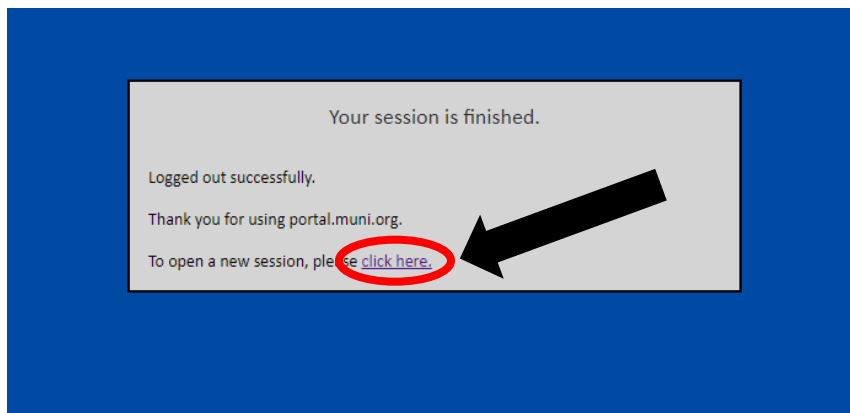 Your session is finished.
Logged out successfully.
Thank you for using portal.muni.org.
To open a new session, please click here.